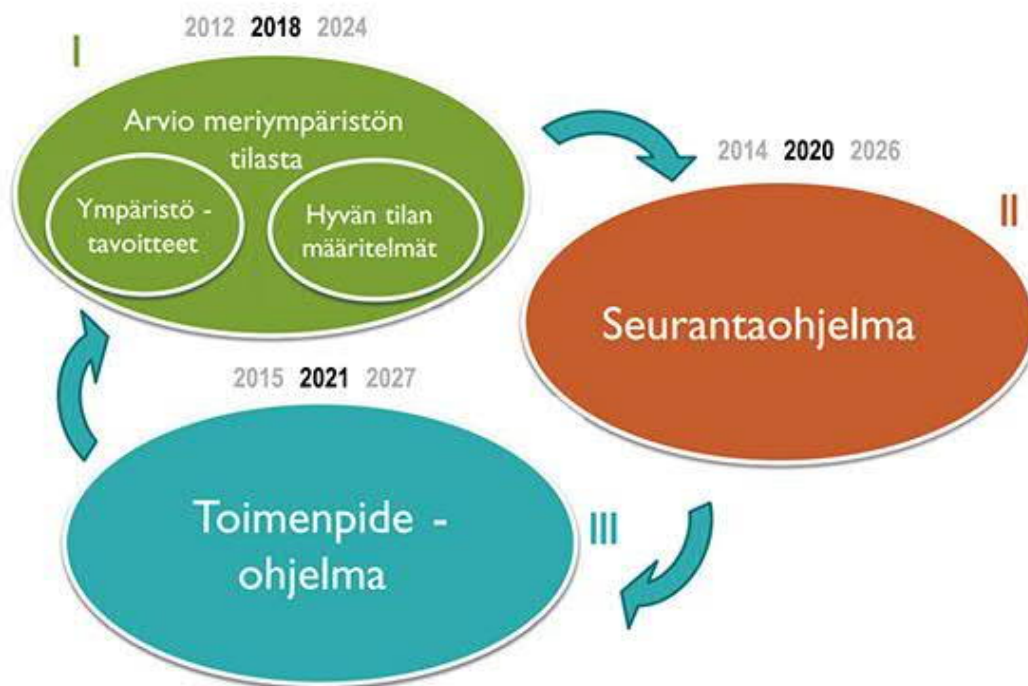 I
2012 2018 2024
Arvio meriympäristön
tilasta
Ympäristö -
tavoitteet
Hyvän tilan
määritelmät
2014 2020 2026
II
Seurantaohjelma
2015 2021 2027
Toimenpide -
ohjelma
III